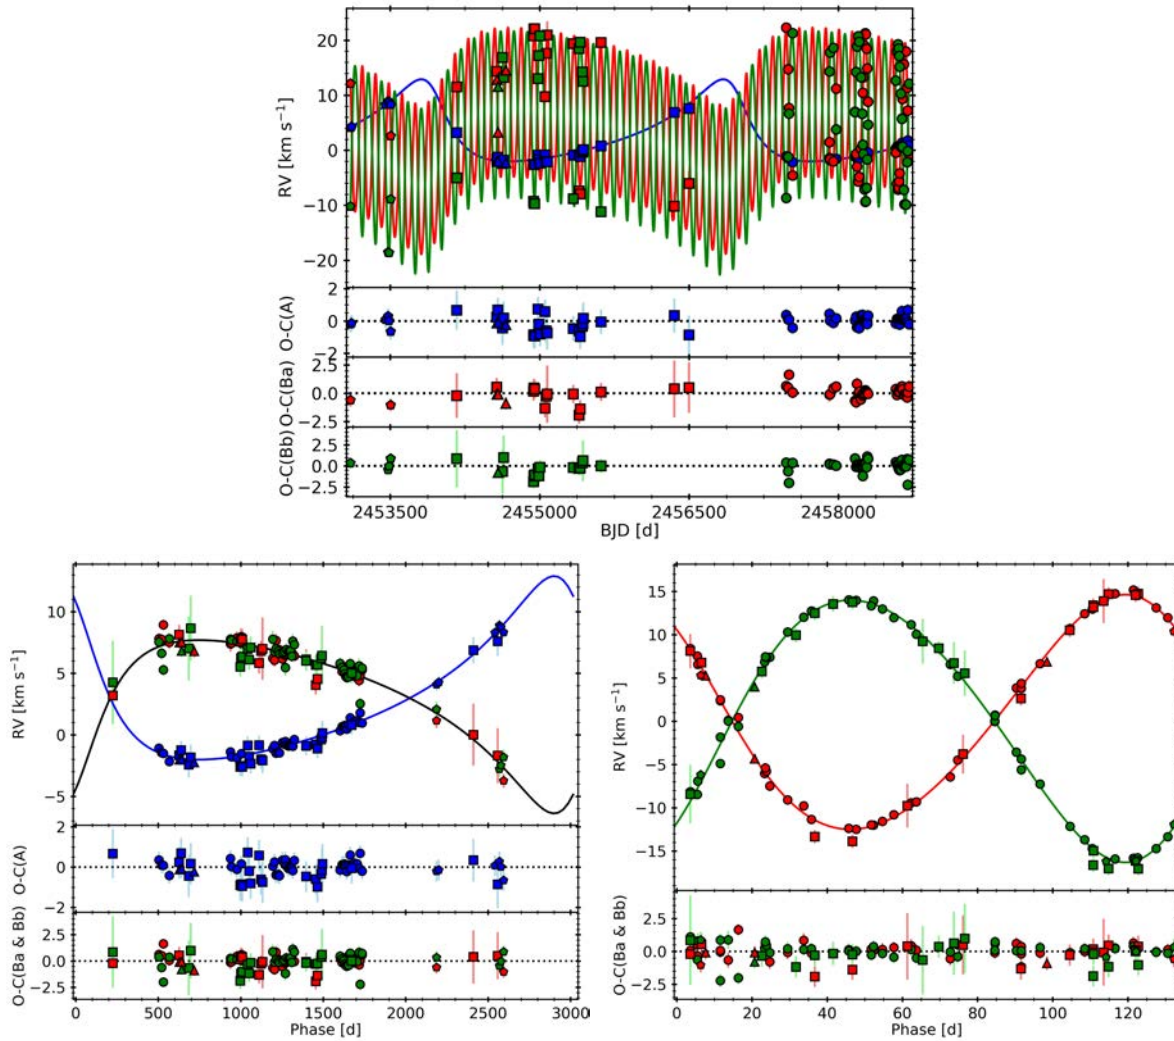 20
10
0
−10
−20
RV [km s⁻¹]
2
0
−2
O-C(A)
2.5
0.0
−2.5
O-C(Ba)
2.5
0.0
−2.5
O-C(Bb)
2453500 2455000 2456500 2458000
BJD [d]
10
5
0
−5
RV [km s⁻¹]
2
0
−2
O-C(A)
2.5
0.0
−2.5
O-C(Ba & Bb)
0 500 1000 1500 2000 2500 3000
Phase [d]
15
10
5
0
−5
−10
−15
RV [km s⁻¹]
2.5
0.0
−2.5
O-C(Ba & Bb)
0 20 40 60 80 100 120
Phase [d]